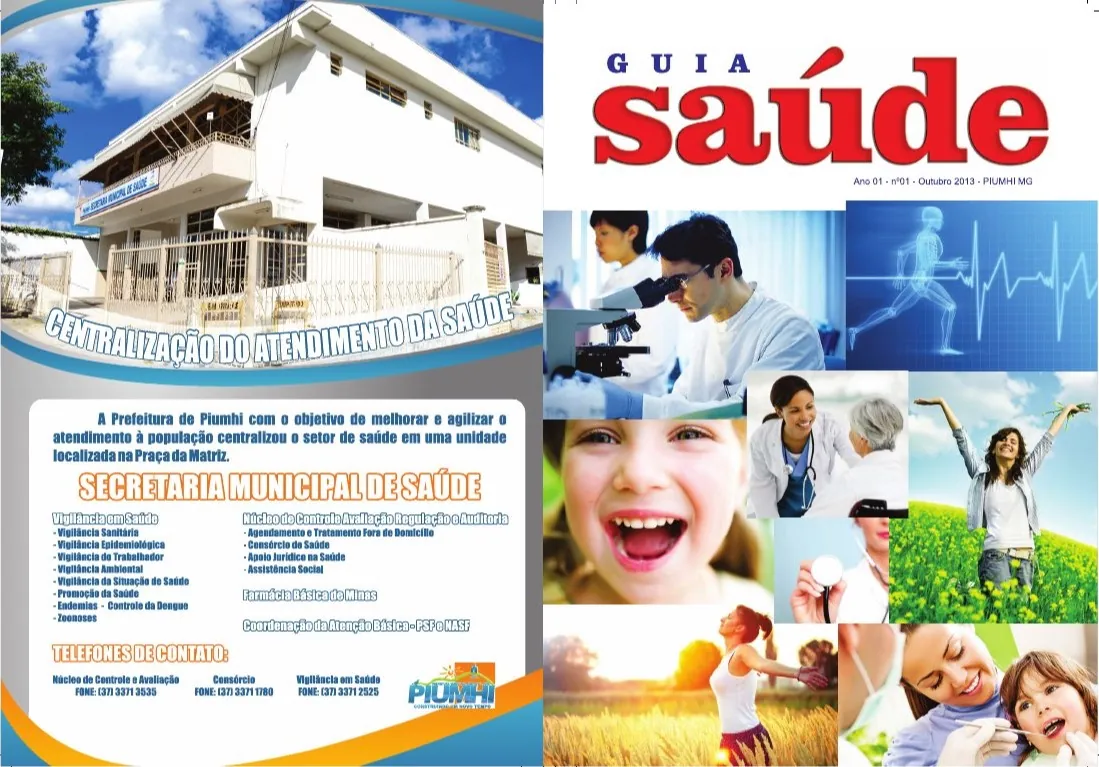 SECRETARIA MUNICIPAL DE SAÚDE
CENTRALIZAÇÃO DO ATENDIMENTO DA SAÚDE
A Prefeitura de Piumhi com o objetivo de melhorar e agilizar o
atendimento à população centralizou o setor de saúde em uma unidade
localizada na Praça da Matriz.
SECRETARIA MUNICIPAL DE SAÚDE
Vigilância em Saúde
- Vigilância Sanitária
- Vigilância Epidemiológica
- Vigilância do Trabalhador
- Vigilância Ambiental
- Vigilância da Situação de Saúde
- Promoção da Saúde
- Endemias - Controle da Dengue
- Zoonoses
Núcleo de Controle Avaliação Regulação e Auditoria
- Agendamento e Tratamento Fora de Domicílio
- Consórcio de Saúde
- Apoio Jurídico na Saúde
- Assistência Social
Farmácia Básica de Minas
Coordenação da Atenção Básica - PSF e NASF
TELEFONES DE CONTATO:
Núcleo de Controle e Avaliação
FONE: (37) 3371 3535
Consórcio
FONE: (37) 3371 1780
Vigilância em Saúde
FONE: (37) 3371 2525
PIUMHI
CONSTRUINDO UM NOVO TEMPO
GUIA
saúde
Ano 01 - nº01 - Outubro 2013 - PIUMHI MG